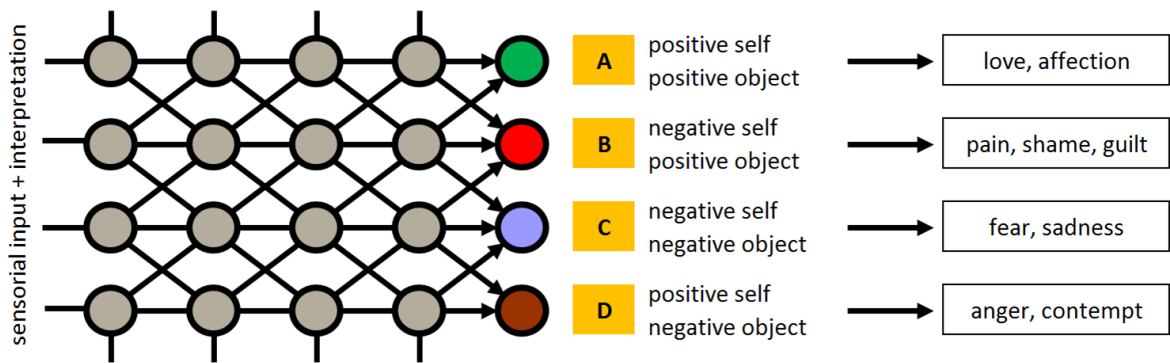 sensorial input + interpretation
A
positive self
positive object
love, affection
B
negative self
positive object
pain, shame, guilt
C
negative self
negative object
fear, sadness
D
positive self
negative object
anger, contempt